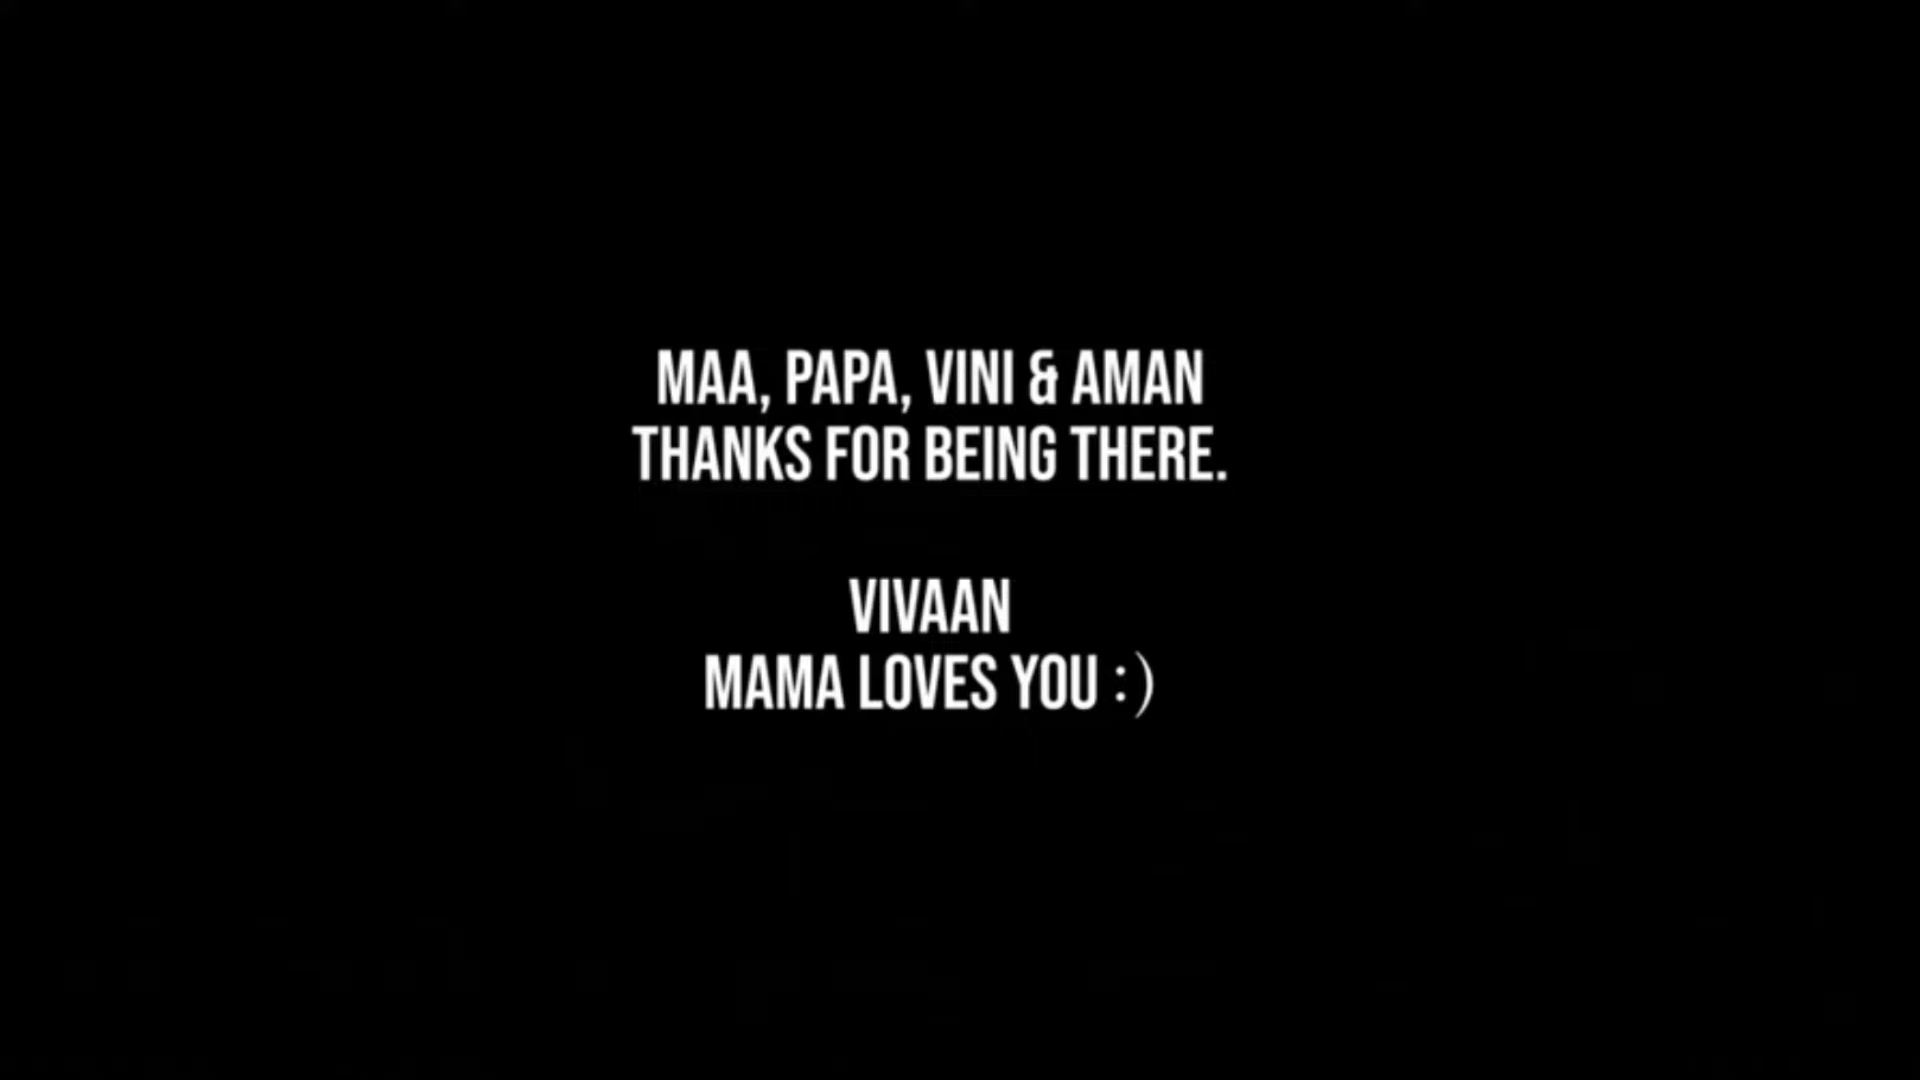 MAA, PAPA, VINI & AMAN
THANKS FOR BEING THERE.
VIVAAN
MAMA LOVES YOU :)